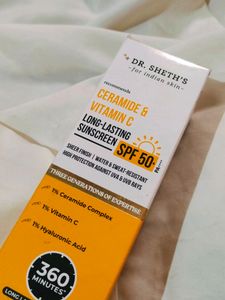 DR. SHETH'S
~for indian skin~
recommends
CERAMIDE &
VITAMIN C
LONG-LASTING
SUNSCREEN
SPF 50+
SHEER FINISH | WATER & SWEAT-RESISTANT
HIGH PROTECTION AGAINST UVA & UVB RAYS
THREE GENERATIONS OF EXPERTISE
1% Ceramide Complex
1% Vitamin C
1% Hyaluronic Acid
360
MINUTES*